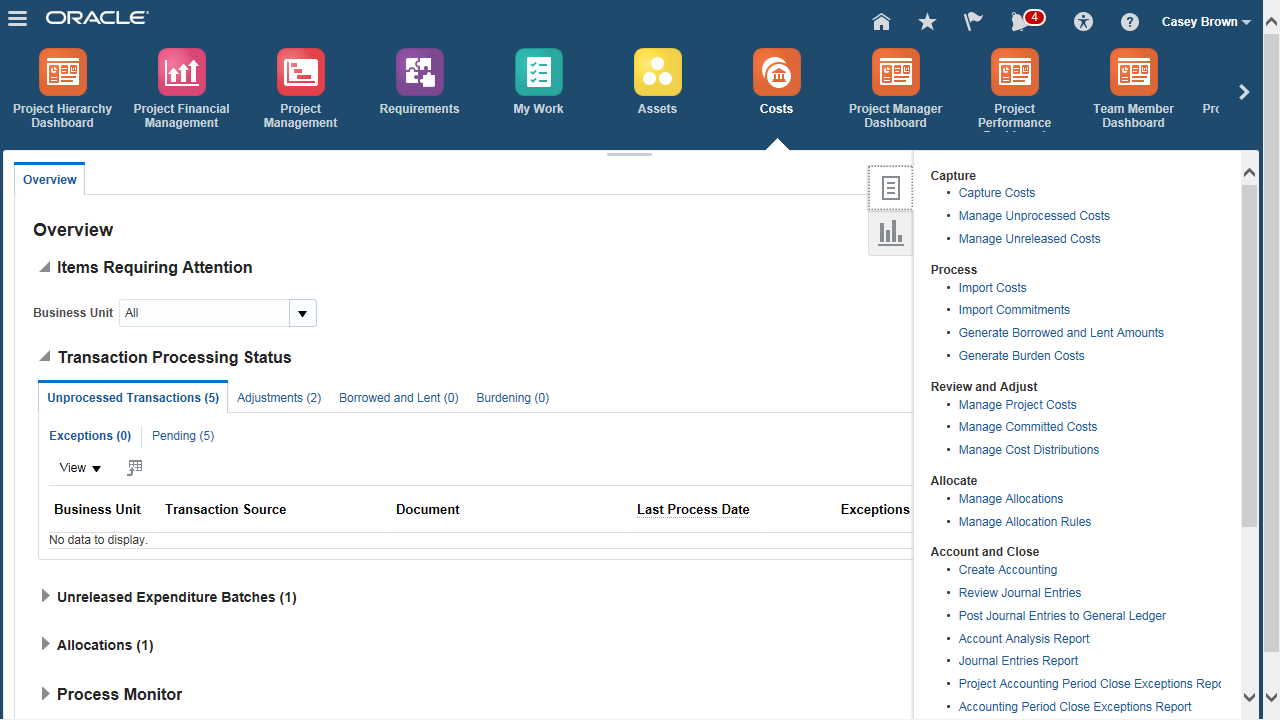 ORACLE
4
Casey Brown
Project Hierarchy
Dashboard
Project Financial
Management
Project
Management
Requirements
My Work
Assets
Costs
Project Manager
Dashboard
Project
Performance
Team Member
Dashboard
Overview
Overview
Items Requiring Attention
Business Unit All
Transaction Processing Status
Unprocessed Transactions (5) Adjustments (2) Borrowed and Lent (0) Burdening (0)
Exceptions (0) Pending (5)
View
Business Unit Transaction Source Document Last Process Date Exceptions
No data to display.
Unreleased Expenditure Batches (1)
Allocations (1)
Process Monitor
Capture
• Capture Costs
• Manage Unprocessed Costs
• Manage Unreleased Costs
Process
• Import Costs
• Import Commitments
• Generate Borrowed and Lent Amounts
• Generate Burden Costs
Review and Adjust
• Manage Project Costs
• Manage Committed Costs
• Manage Cost Distributions
Allocate
• Manage Allocations
• Manage Allocation Rules
Account and Close
• Create Accounting
• Review Journal Entries
• Post Journal Entries to General Ledger
• Account Analysis Report
• Journal Entries Report
• Project Accounting Period Close Exceptions Repo
• Accounting Period Close Exceptions Report